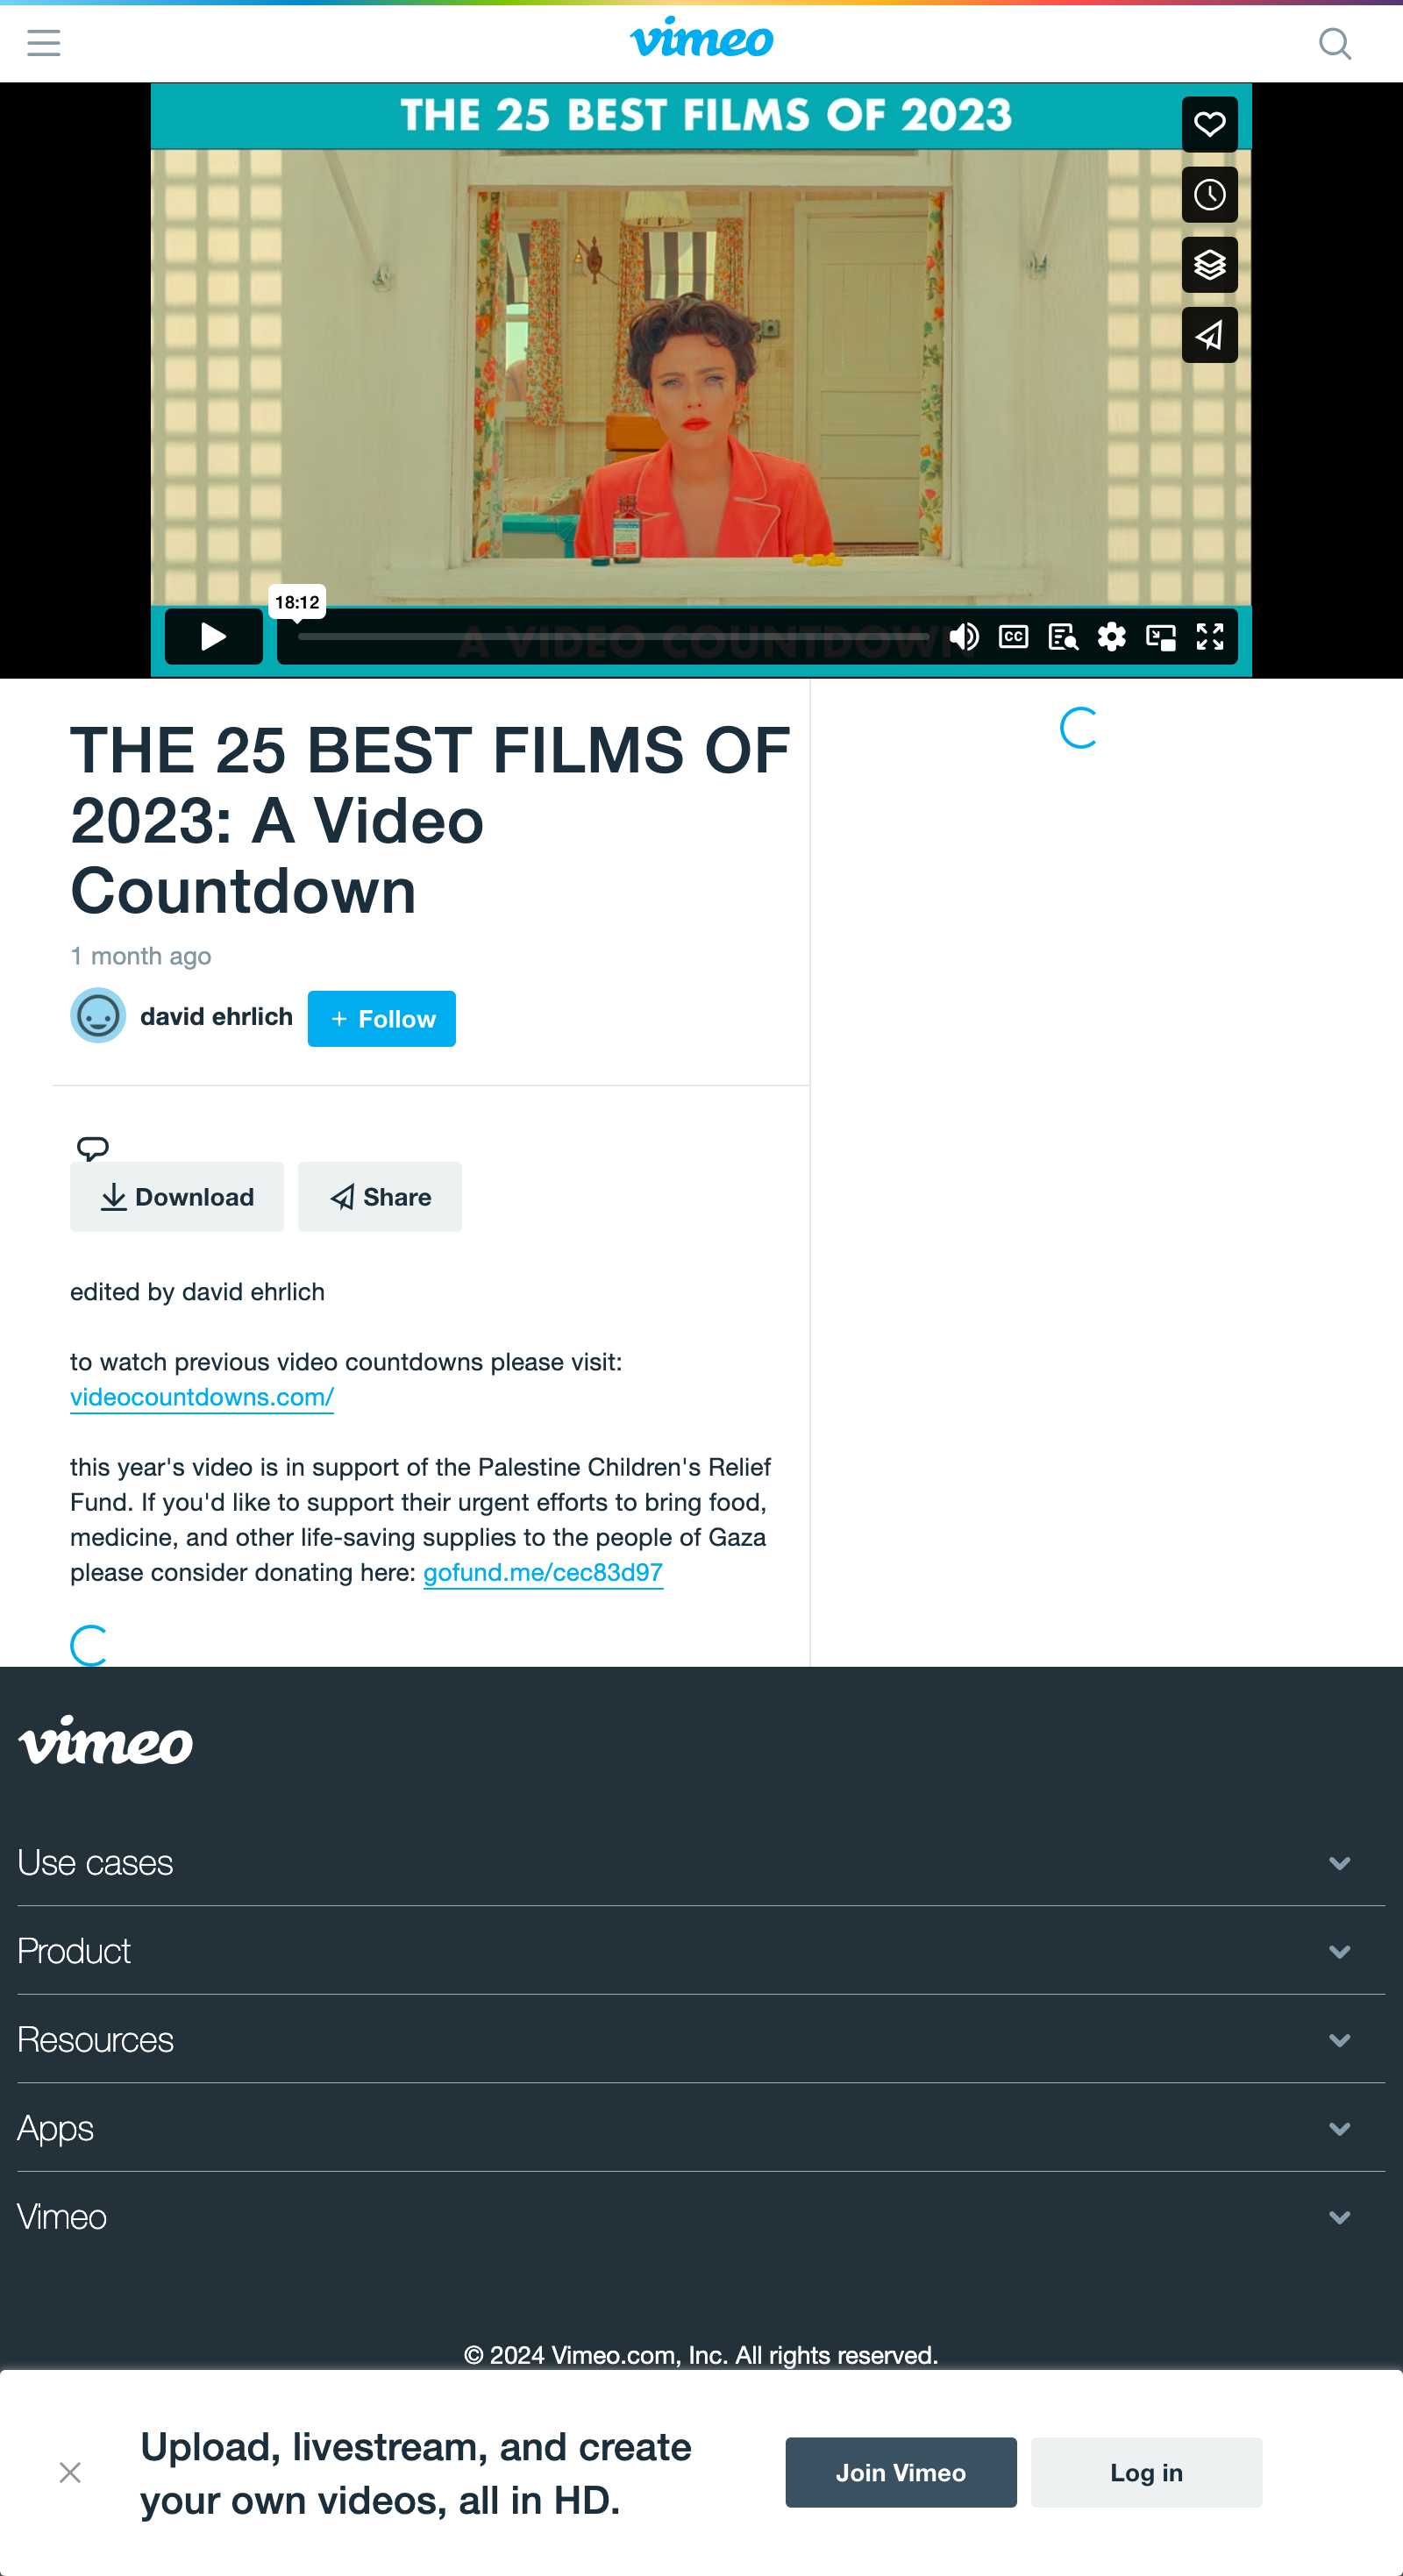 vimeo
THE 25 BEST FILMS OF 2023
18:12
A VIDEO COUNTDOWN
CC
THE 25 BEST FILMS OF
2023: A Video
Countdown
1 month ago
david ehrlich
+ Follow
Download
Share
edited by david ehrlich
to watch previous video countdowns please visit:
videocountdowns.com/
this year's video is in support of the Palestine Children's Relief
Fund. If you'd like to support their urgent efforts to bring food,
medicine, and other life-saving supplies to the people of Gaza
please consider donating here: gofund.me/cec83d97
vimeo
Use cases
Product
Resources
Apps
Vimeo
© 2024 Vimeo.com, Inc. All rights reserved.
Upload, livestream, and create
your own videos, all in HD.
Join Vimeo
Log in